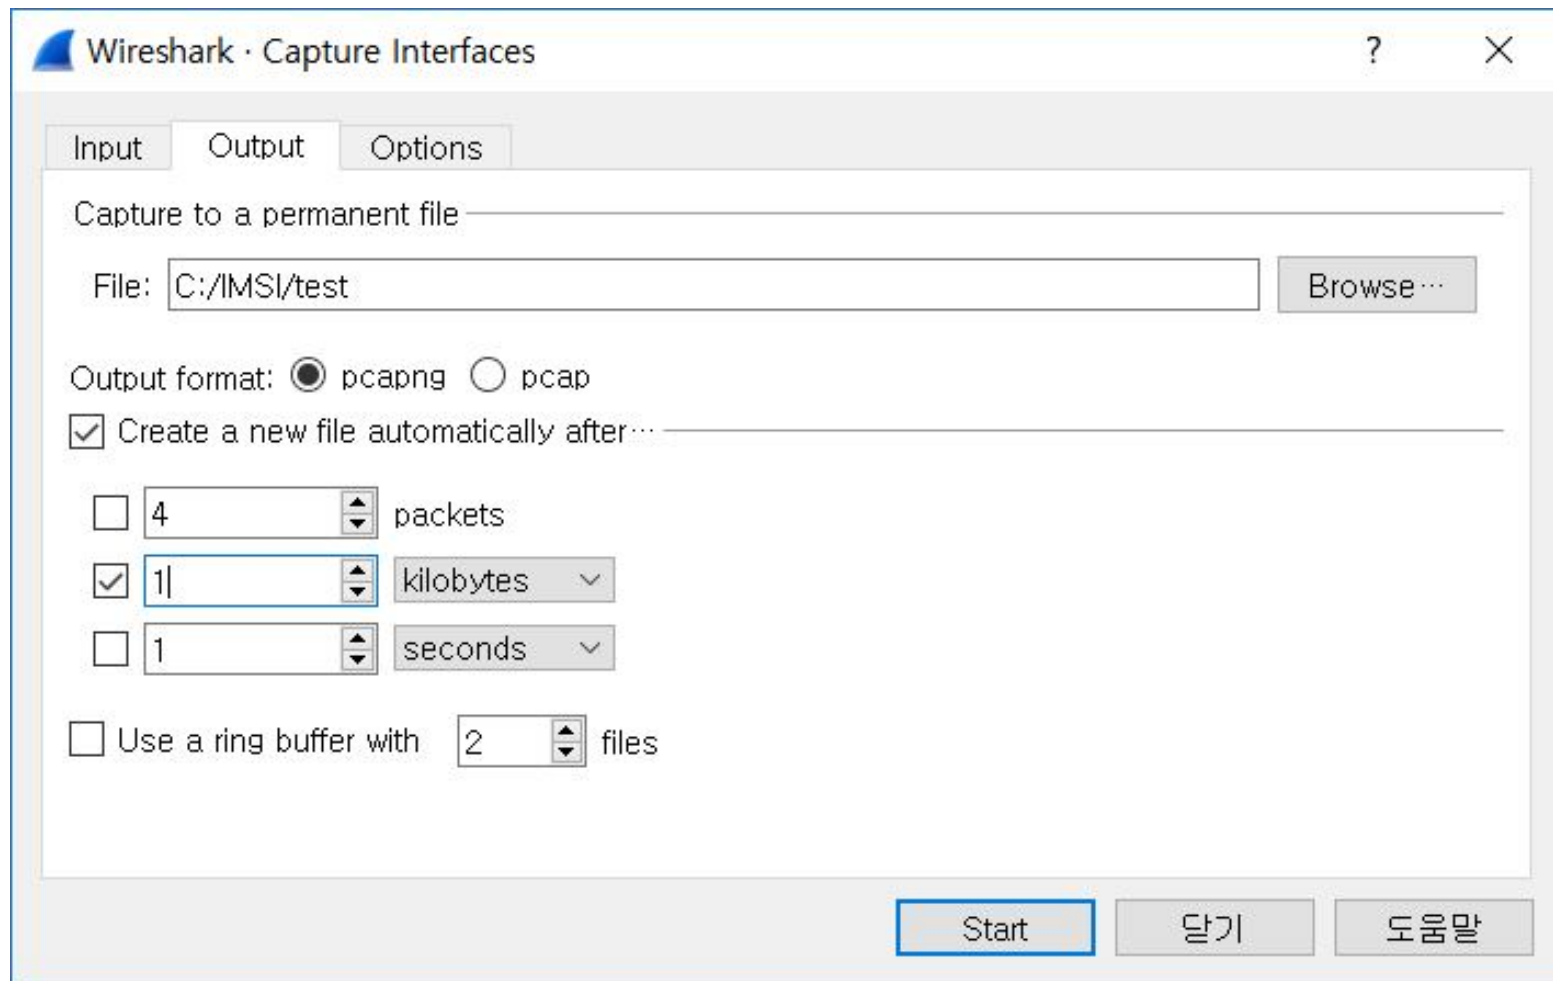 Wireshark · Capture Interfaces ?
Input Output Options
Capture to a permanent file
File: C:/IMSI/test Browse…
Output format: pcapng pcap
Create a new file automatically after…
4 packets
1 kilobytes
1 seconds
Use a ring buffer with 2 files
Start 닫기 도움말